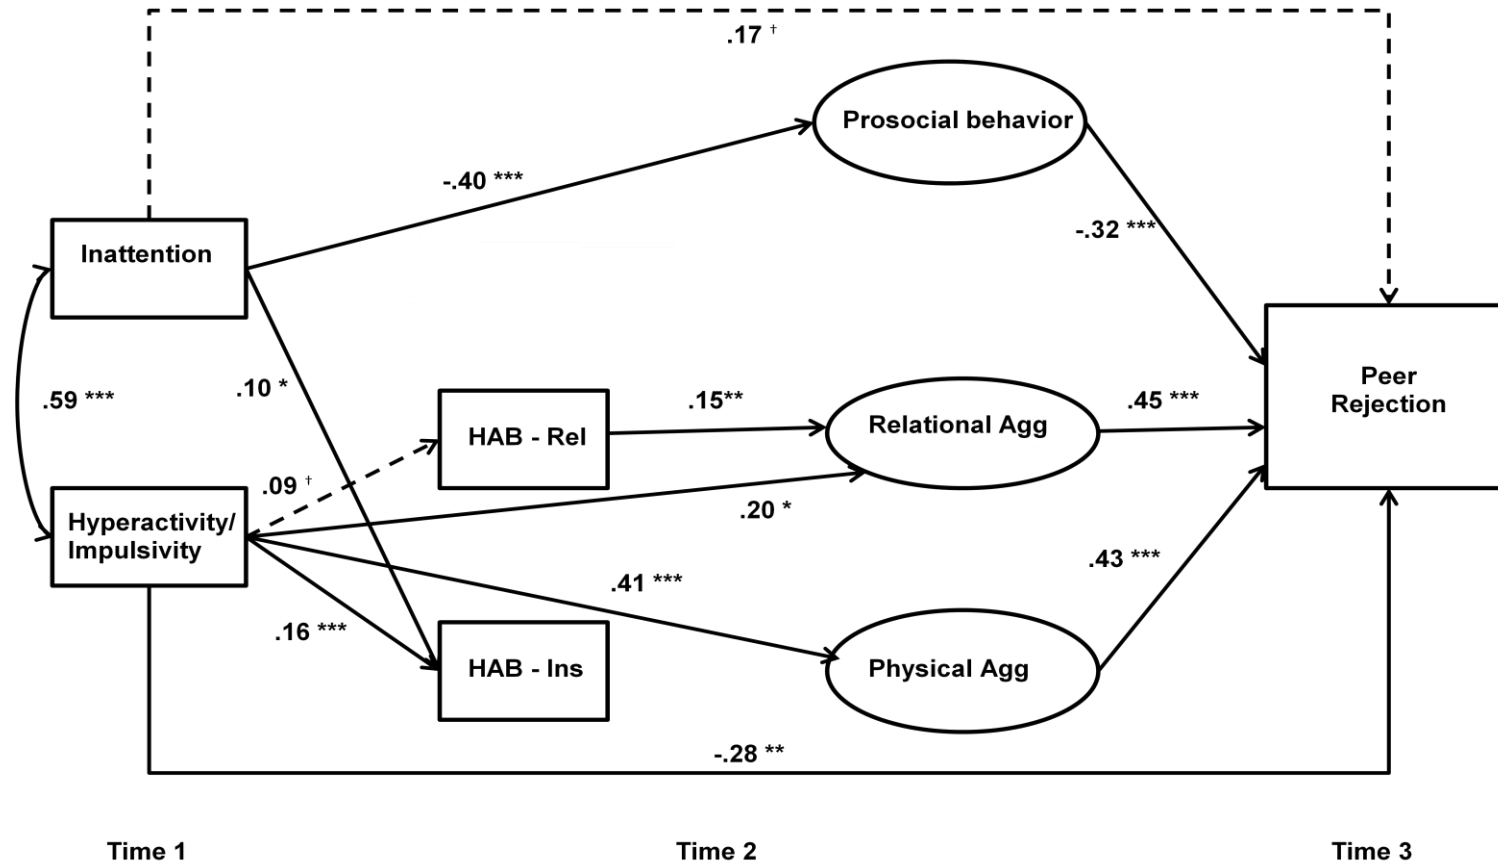 .17 †
Prosocial behavior
-.40 ***
-.32 ***
Inattention
.10 *
.59 ***
HAB - Rel
.15**
Relational Agg
.45 ***
Peer
Rejection
.09 †
.20 *
Hyperactivity/
Impulsivity
.41 ***
.43 ***
.16 ***
HAB - Ins
Physical Agg
-.28 **
Time 1
Time 2
Time 3